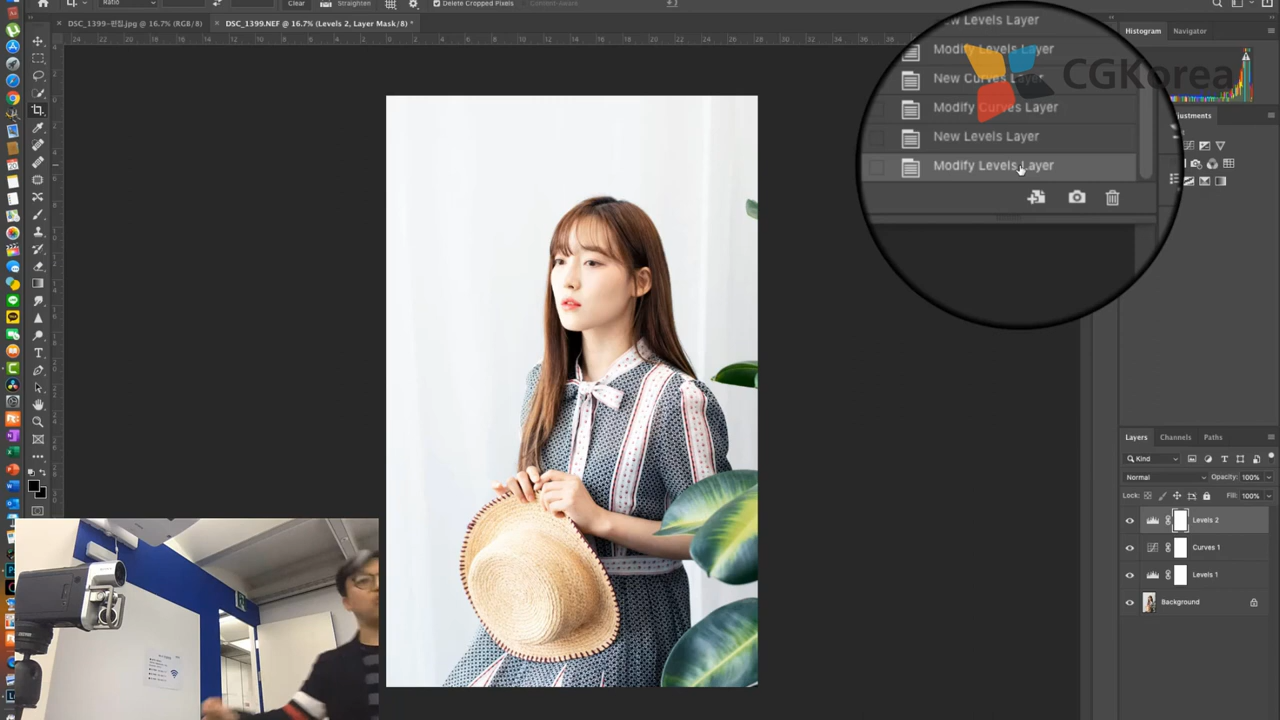 Ratio
Clear
Straighten
Delete Cropped Pixels
Content-Aware
DSC_1399-편집.jpg @ 16.7% (RGB/8)
DSC_1399.NEF @ 16.7% (Levels 2, Layer Mask/8) *
New Levels Layer
Modify Levels Layer
New Curves Layer
Modify Curves Layer
New Levels Layer
Modify Levels Layer
CGKorea
Histogram
Navigator
Adjustments
Layers
Channels
Paths
Kind
Normal
Opacity: 100%
Lock:
Fill: 100%
Levels 2
Curves 1
Levels 1
Background